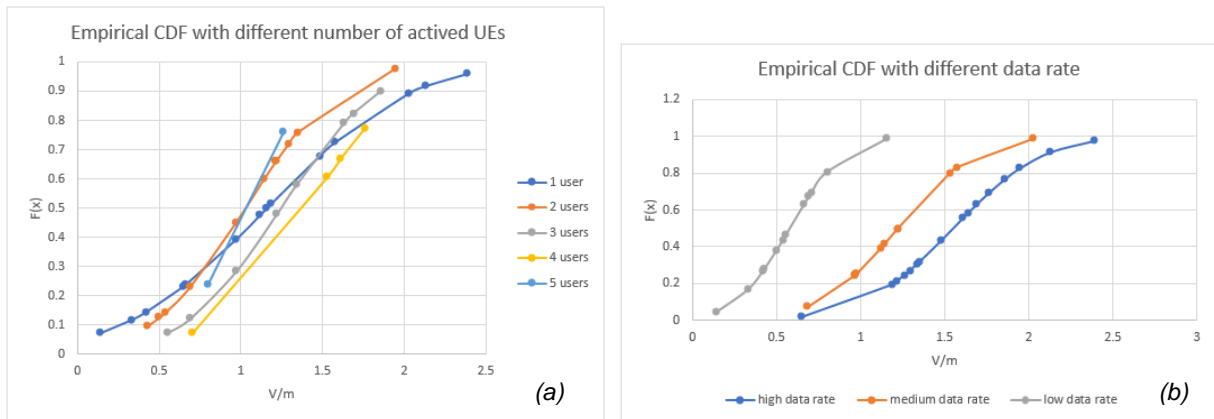 Empirical CDF with different number of actived UEs
1
0.9
0.8
0.7
0.6
0.5
0.4
0.3
0.2
0.1
0
F(x)
0
0.5
1
1.5
2
2.5
V/m
1 user
2 users
3 users
4 users
5 users
(a)
Empirical CDF with different data rate
1.2
1
0.8
0.6
0.4
0.2
0
F(x)
0
0.5
1
1.5
2
2.5
3
V/m
high data rate
medium data rate
low data rate
(b)